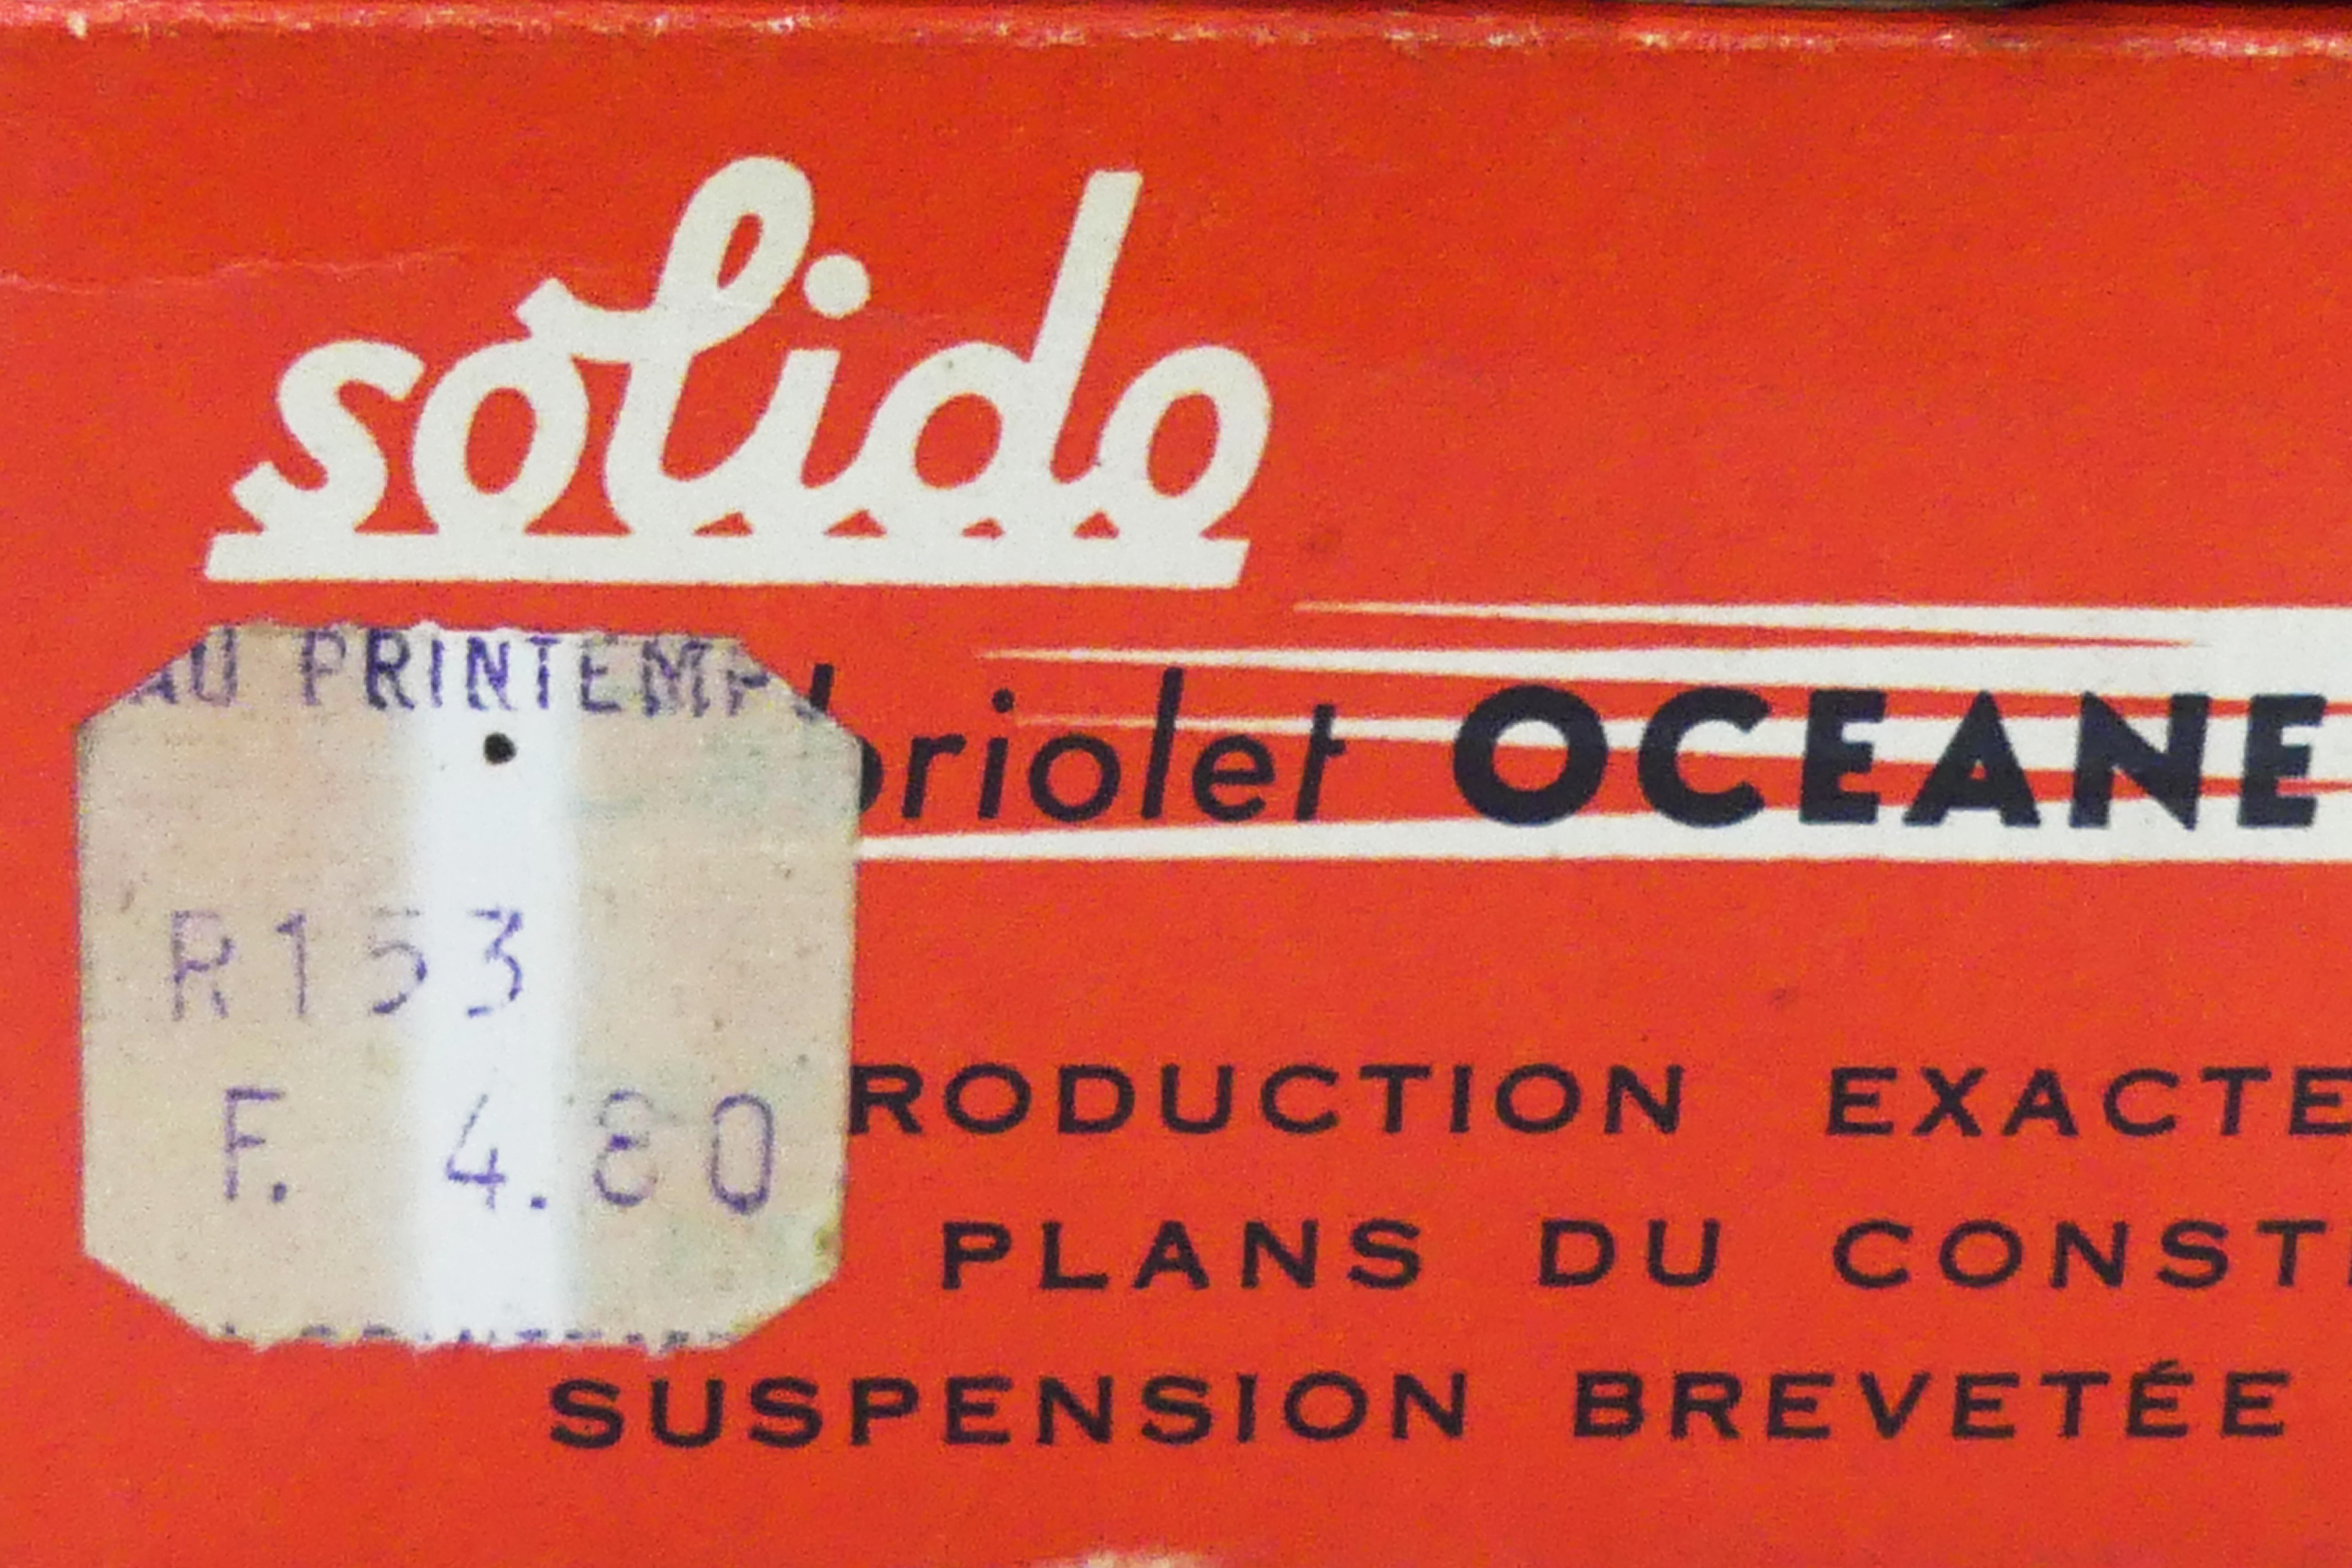 solido
AU PRINTEMPS
briolet OCEANE
R153
F. 4.80
RODUCTION EXACTE
PLANS DU CONST
SUSPENSION BREVETÉE